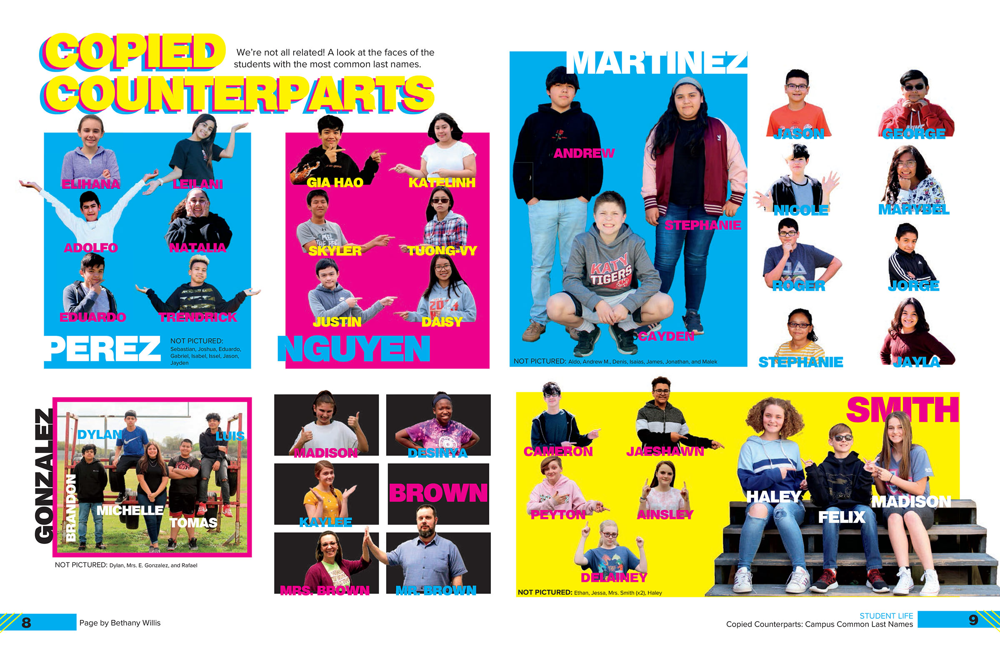 COPIED
COUNTERPARTS
We're not all related! A look at the faces of the
students with the most common last names.
ELIHANA
LEILANI
ADOLFO
NATALIA
EDUARDO
TRENDRICK
PEREZ
NOT PICTURED:
Sebastian, Joshua, Eduardo,
Gabriel, Isabel, Issel, Jason,
Jayden
GIA HAO
KATELINH
SKYLER
TUONG-VY
JUSTIN
DAISY
NGUYEN
GONZALEZ
DYLAN
LUIS
BRANDON
MICHELLE
TOMAS
NOT PICTURED: Dylan, Mrs. E. Gonzalez, and Rafael
MADISON
DESINYA
KAYLEE
BROWN
MRS. BROWN
MR. BROWN
8
Page by Bethany Willis
MARTINEZ
ANDREW
STEPHANIE
KATY
TIGERS
CAYDEN
NOT PICTURED: Aldo, Andrew M., Denis, Isaias, James, Jonathan, and Malek
JASON
GEORGE
NICOLE
MARYBEL
ROGER
JORGE
STEPHANIE
JAYLA
SMITH
CAMERON
JAESHAWN
PEYTON
AINSLEY
DELAINEY
HALEY
FELIX
MADISON
NOT PICTURED: Ethan, Jessa, Mrs. Smith (x2), Haley
STUDENT LIFE
Copied Counterparts: Campus Common Last Names
9